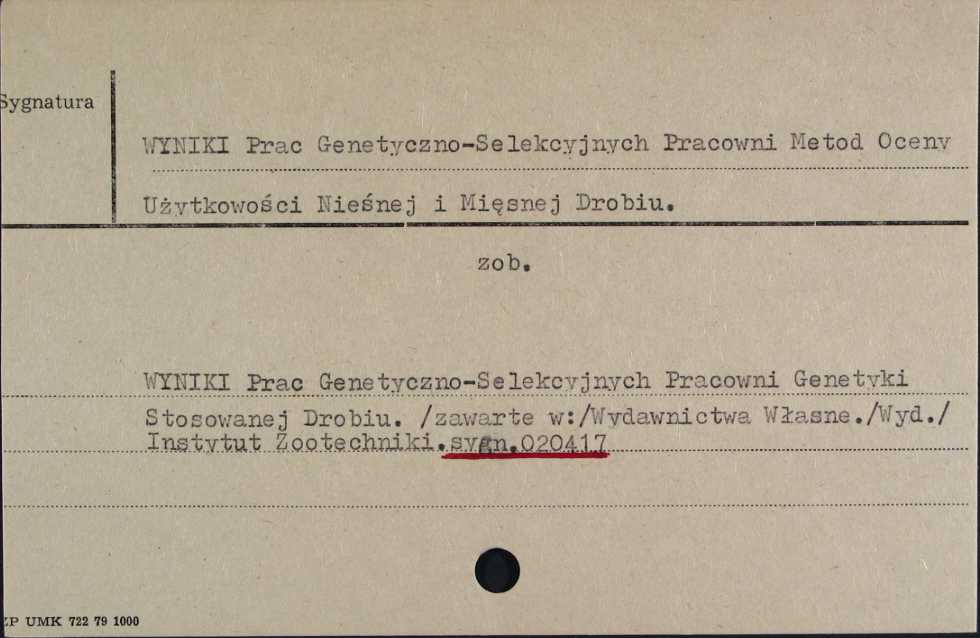 Sygnatura
WYNIKI Prac Genetyczno-Selekcyjnych Pracowni Metod Oceny
Użytkowości Nieśnej i Mięsnej Drobiu.
zob.
WYNIKI Prac Genetyczno-Selekcyjnych Pracowni Genetyki
Stosowanej Drobiu. /zawarte w:/Wydawnictwa Własne./Wyd./
Instytut Zootechniki.sygn.020417
ZP UMK 722 79 1000